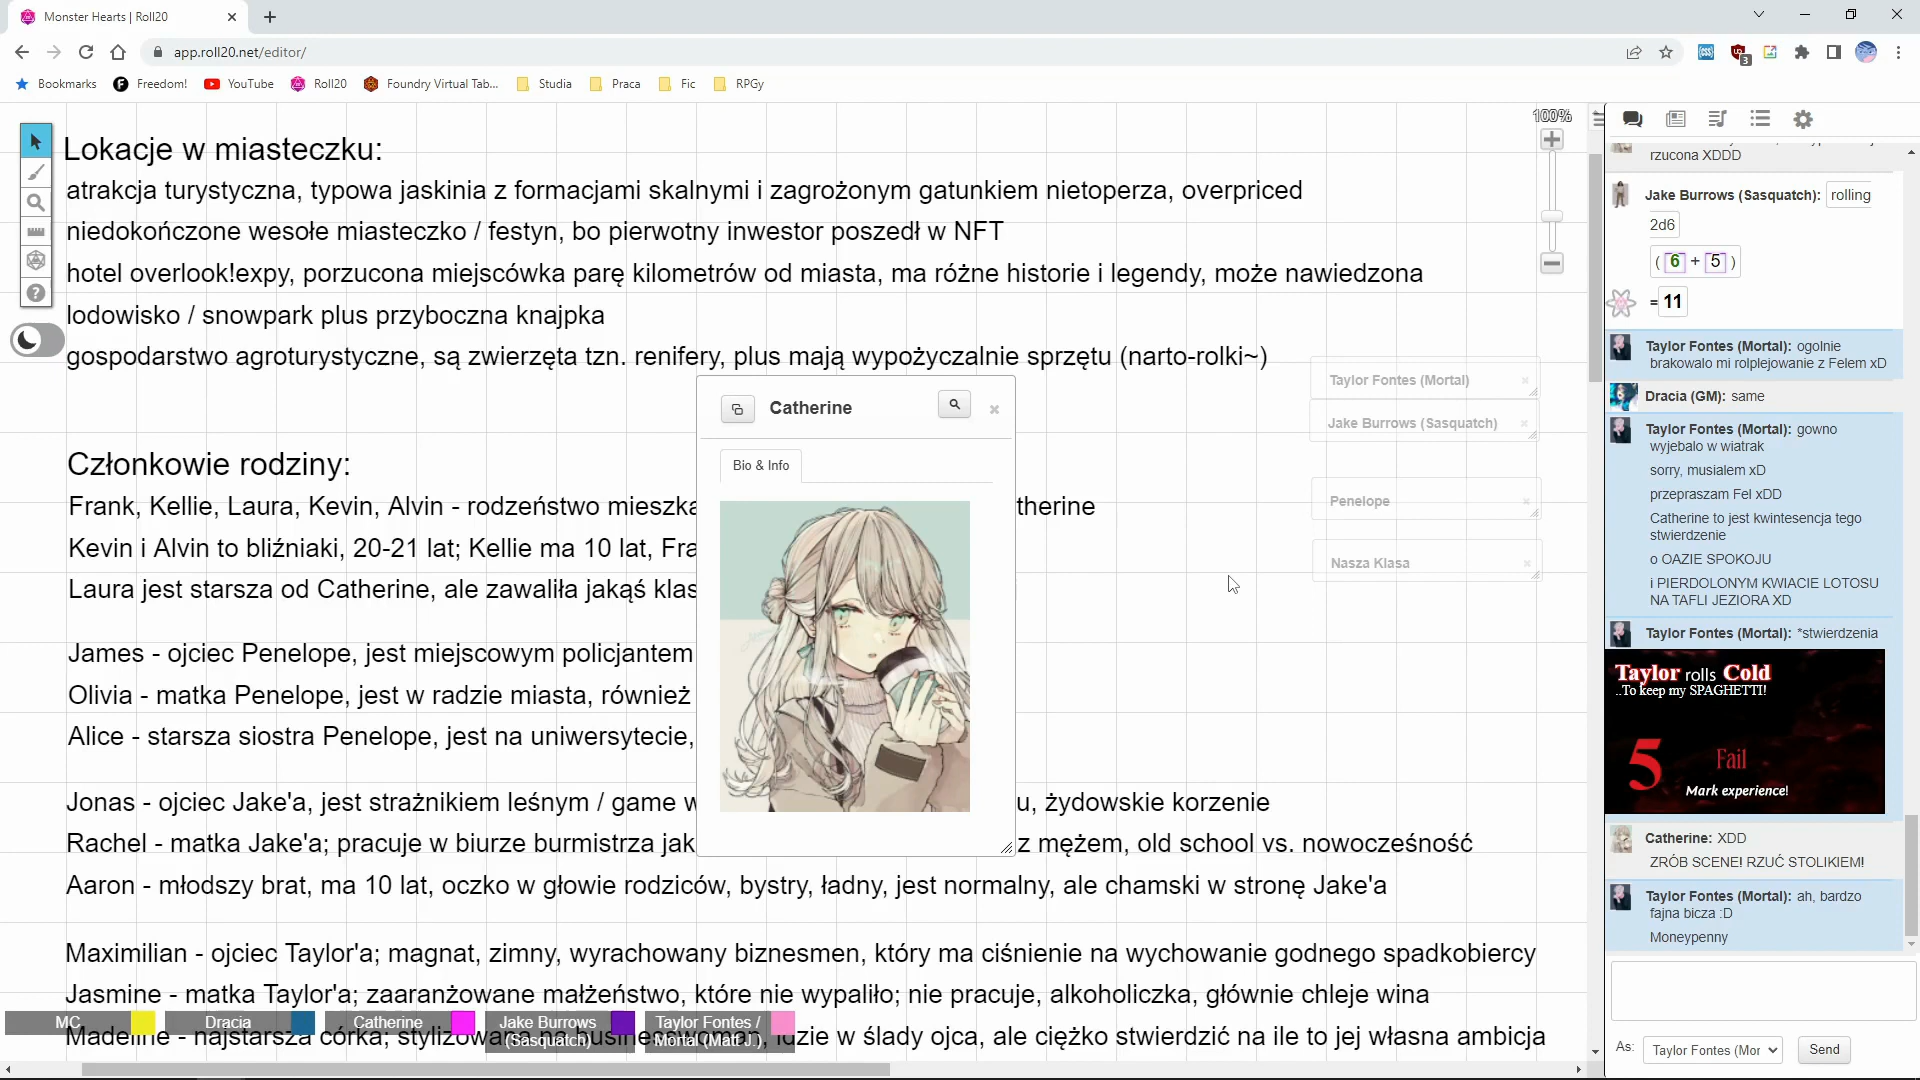 Monster Hearts | Roll20
app.roll20.net/editor/
Bookmarks
Freedom!
YouTube
Roll20
Foundry Virtual Tab...
Studia
Praca
Fic
RPGy
100%
Lokacje w miasteczku:
atrakcja turystyczna, typowa jaskinia z formacjami skalnymi i zagrożonym gatunkiem nietoperza, overpriced
niedokończone wesołe miasteczko / festyn, bo pierwotny inwestor poszedł w NFT
hotel overlook!expy, porzucona miejscówka parę kilometrów od miasta, ma różne historie i legendy, może nawiedzona
lodowisko / snowpark plus przyboczna knajpka
gospodarstwo agroturystyczne, są zwierzęta tzn. renifery, plus mają wypożyczalnie sprzętu (narto-rolki~)
Członkowie rodziny:
Frank, Kellie, Laura, Kevin, Alvin - rodzeństwo mieszka therine
Kevin i Alvin to bliźniaki, 20-21 lat; Kellie ma 10 lat, Fra
Laura jest starsza od Catherine, ale zawaliła jakąś klas
James - ojciec Penelope, jest miejscowym policjantem
Olivia - matka Penelope, jest w radzie miasta, również
Alice - starsza siostra Penelope, jest na uniwersytecie,
Jonas - ojciec Jake'a, jest strażnikiem leśnym / game w u, żydowskie korzenie
Rachel - matka Jake'a; pracuje w biurze burmistrza jak z mężem, old school vs. nowocześność
Aaron - młodszy brat, ma 10 lat, oczko w głowie rodziców, bystry, ładny, jest normalny, ale chamski w stronę Jake'a
Maximilian - ojciec Taylor'a; magnat, zimny, wyrachowany biznesmen, który ma ciśnienie na wychowanie godnego spadkobiercy
Jasmine - matka Taylor'a; zaaranżowane małżeństwo, które nie wypaliło; nie pracuje, alkoholiczka, głównie chleje wina
Madeline - najstarsza córka; stylizowana na businesswoman, idzie w ślady ojca, ale ciężko stwierdzić na ile to jej własna ambicja
Catherine
Bio & Info
Taylor Fontes (Mortal)
Jake Burrows (Sasquatch)
Penelope
Nasza Klasa
MC
Dracia
Catherine
Jake Burrows
(Sasquatch)
Taylor Fontes /
Mortal (Matt J.)
3
rzucona XDDD
Jake Burrows (Sasquatch): rolling
2d6
( 6 + 5 )
= 11
Taylor Fontes (Mortal): ogolnie
brakowalo mi rolplejowanie z Felem xD
Dracia (GM): same
Taylor Fontes (Mortal): gowno
wyjebalo w wiatrak
sorry, musialem xD
przepraszam Fel xDD
Catherine to jest kwintesencja tego
stwierdzenie
o OAZIE SPOKOJU
i PIERDOLONYM KWIACIE LOTOSU
NA TAFLI JEZIORA XD
Taylor Fontes (Mortal): *stwierdzenia
Taylor rolls Cold
..To keep my SPAGHETTI!
5 Fail
Mark experience!
Catherine: XDD
ZRÓB SCENE! RZUĆ STOLIKIEM!
Taylor Fontes (Mortal): ah, bardzo
fajna bicza :D
Moneypenny
As: Taylor Fontes (Mor
Send